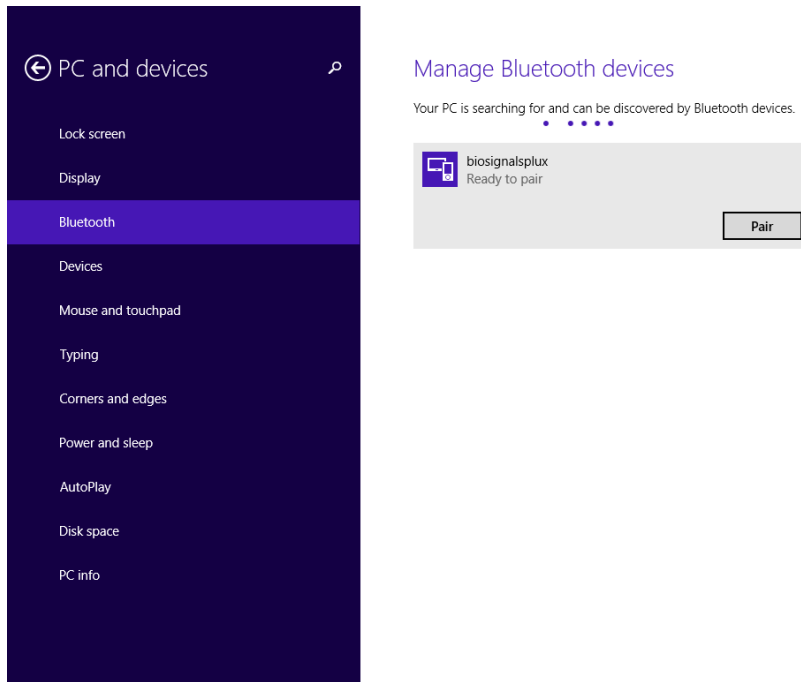 PC and devices
Lock screen
Display
Bluetooth
Devices
Mouse and touchpad
Typing
Corners and edges
Power and sleep
AutoPlay
Disk space
PC info
Manage Bluetooth devices
Your PC is searching for and can be discovered by Bluetooth devices.
biosignalsplux
Ready to pair
Pair